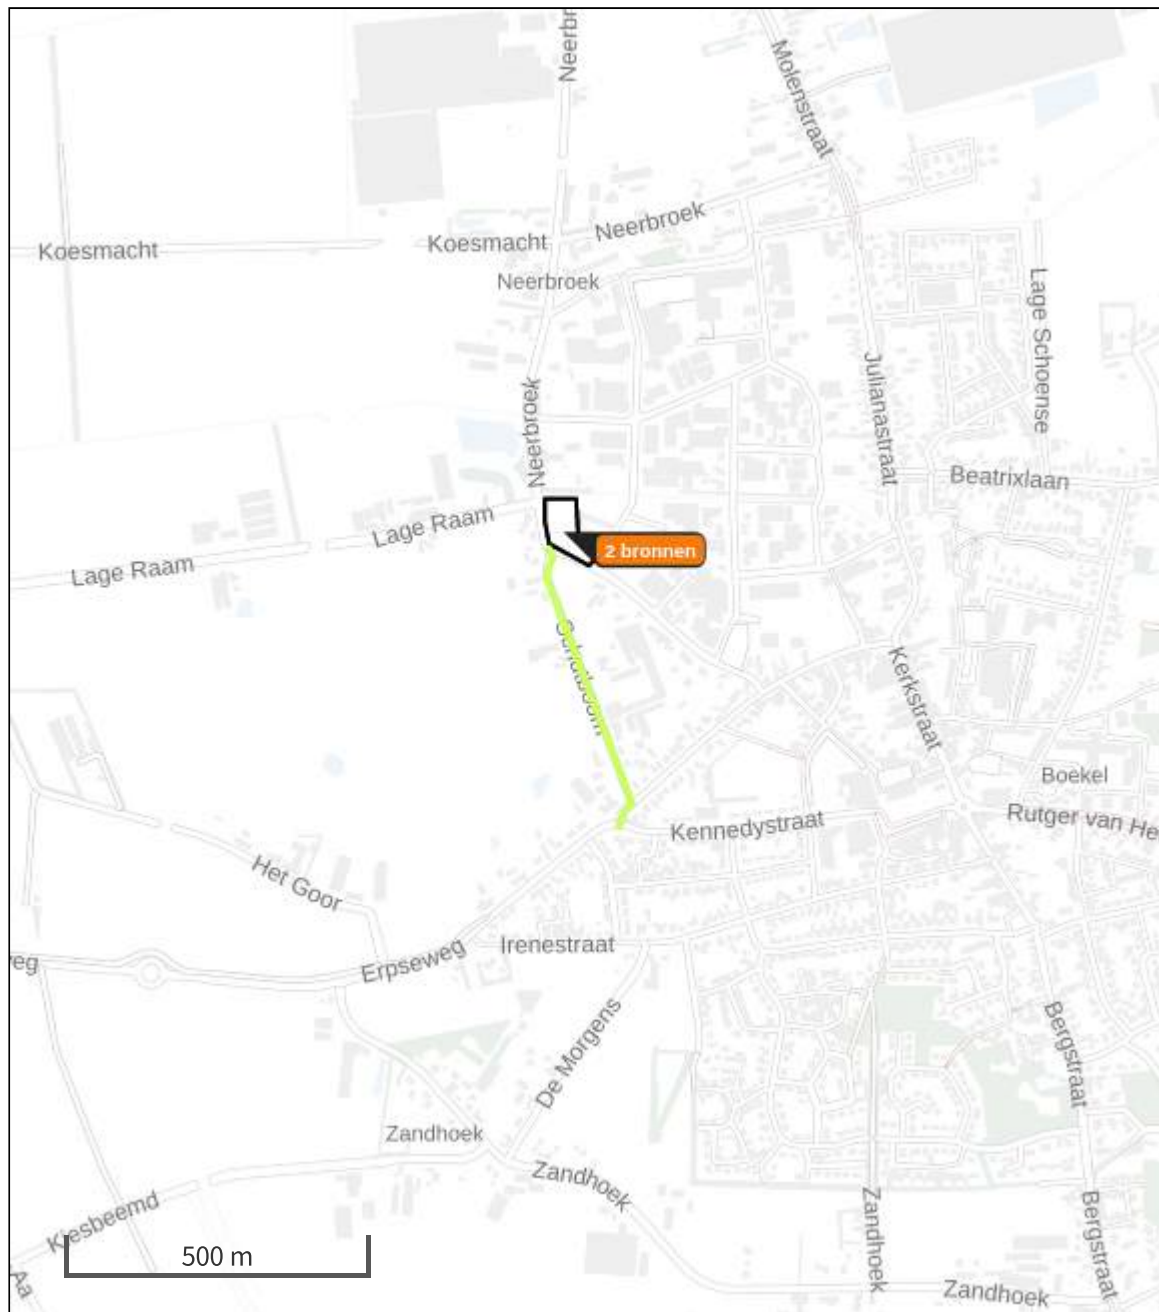 Neerbr
Molenstraat
Neerbroek
Koesmacht
Koesmacht
Neerbroek
Lage Schoense
Julianastraat
Neerbroek
Beatrixlaan
Lage Raam
2 bronnen
Lage Raam
Schutboom
Kerkstraat
Boekel
Rutger van He
Kennedystraat
Het Goor
Irenestraat
Erpseweg
eg
De Morgens
Bergstraat
Zandhoek
Zandhoek
Kiesbeemd
Zandhoek
Bergstraat
500 m
Aa
Zandhoek